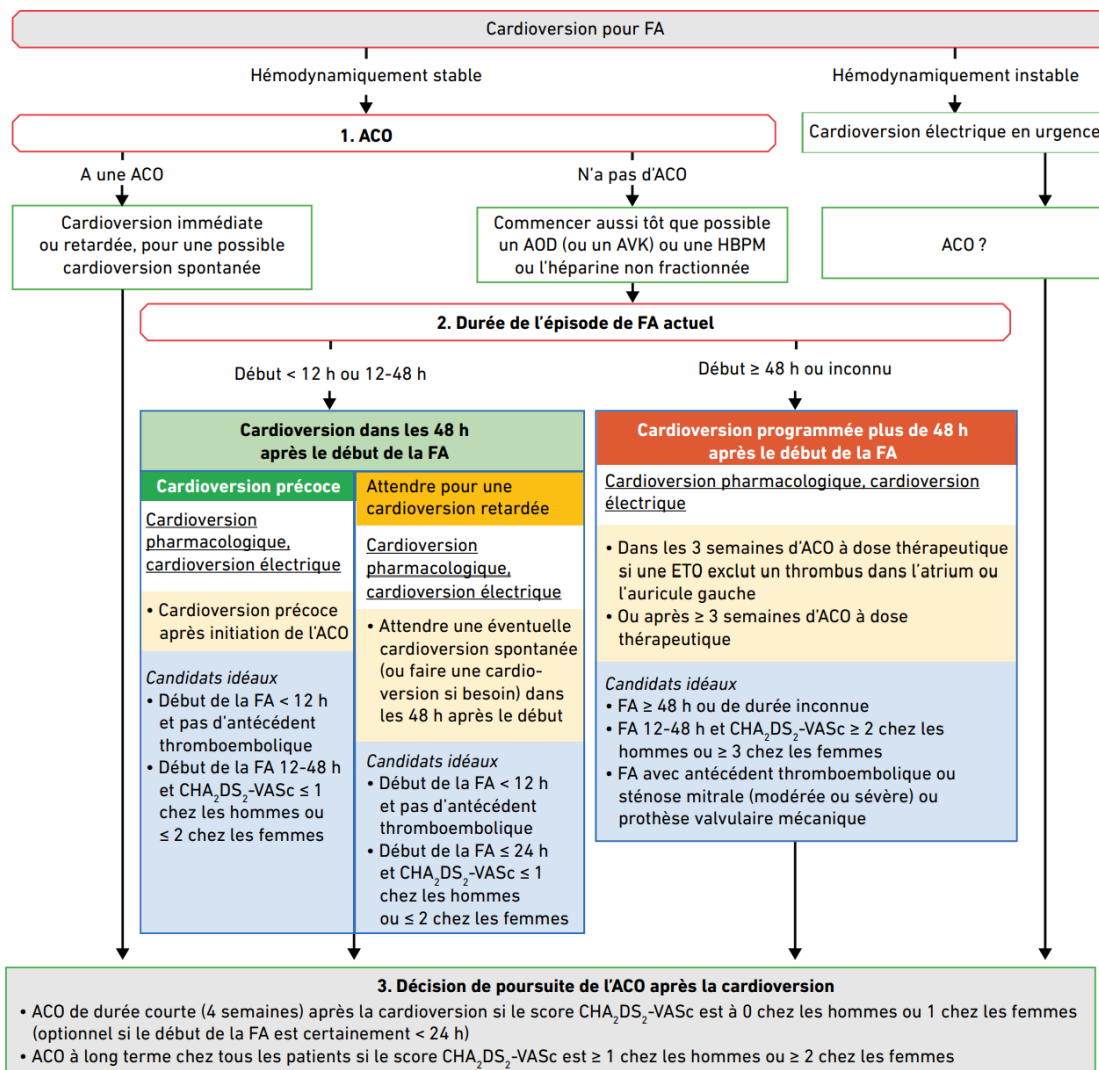 Cardioversion pour FA
Hémodynamiquement stable
Hémodynamiquement instable
1. ACO
Cardioversion électrique en urgence
A une ACO
N'a pas d'ACO
Cardioversion immédiate
ou retardée, pour une possible
cardioversion spontanée
Commencer aussi tôt que possible
un AOD (ou un AVK) ou une HBPM
ou l'héparine non fractionnée
ACO ?
2. Durée de l'épisode de FA actuel
Début < 12 h ou 12-48 h
Début ≥ 48 h ou inconnu
Cardioversion dans les 48 h
après le début de la FA
Cardioversion précoce
Cardioversion
pharmacologique,
cardioversion électrique
• Cardioversion précoce
après initiation de l'ACO
Candidats idéaux
• Début de la FA < 12 h
et pas d'antécédent
thromboembolique
• Début de la FA 12-48 h
et CHA₂DS₂-VASc ≤ 1
chez les hommes ou
≤ 2 chez les femmes
Attendre pour une
cardioversion retardée
Cardioversion
pharmacologique,
cardioversion électrique
• Attendre une éventuelle
cardioversion spontanée
(ou faire une cardio-
version si besoin) dans
les 48 h après le début
Candidats idéaux
• Début de la FA < 12 h
et pas d'antécédent
thromboembolique
• Début de la FA ≤ 24 h
et CHA₂DS₂-VASc ≤ 1
chez les hommes
ou ≤ 2 chez les femmes
Cardioversion programmée plus de 48 h
après le début de la FA
Cardioversion pharmacologique, cardioversion
électrique
• Dans les 3 semaines d'ACO à dose thérapeutique
si une ETO exclut un thrombus dans l'atrium ou
l'auricule gauche
• Ou après ≥ 3 semaines d'ACO à dose
thérapeutique
Candidats idéaux
• FA ≥ 48 h ou de durée inconnue
• FA 12-48 h et CHA₂DS₂-VASc ≥ 2 chez les
hommes ou ≥ 3 chez les femmes
• FA avec antécédent thromboembolique ou
sténose mitrale (modérée ou sévère) ou
prothèse valvulaire mécanique
3. Décision de poursuite de l'ACO après la cardioversion
• ACO de durée courte (4 semaines) après la cardioversion si le score CHA₂DS₂-VASc est à 0 chez les hommes ou 1 chez les femmes
(optionnel si le début de la FA est certainement < 24 h)
• ACO à long terme chez tous les patients si le score CHA₂DS₂-VASc est ≥ 1 chez les hommes ou ≥ 2 chez les femmes